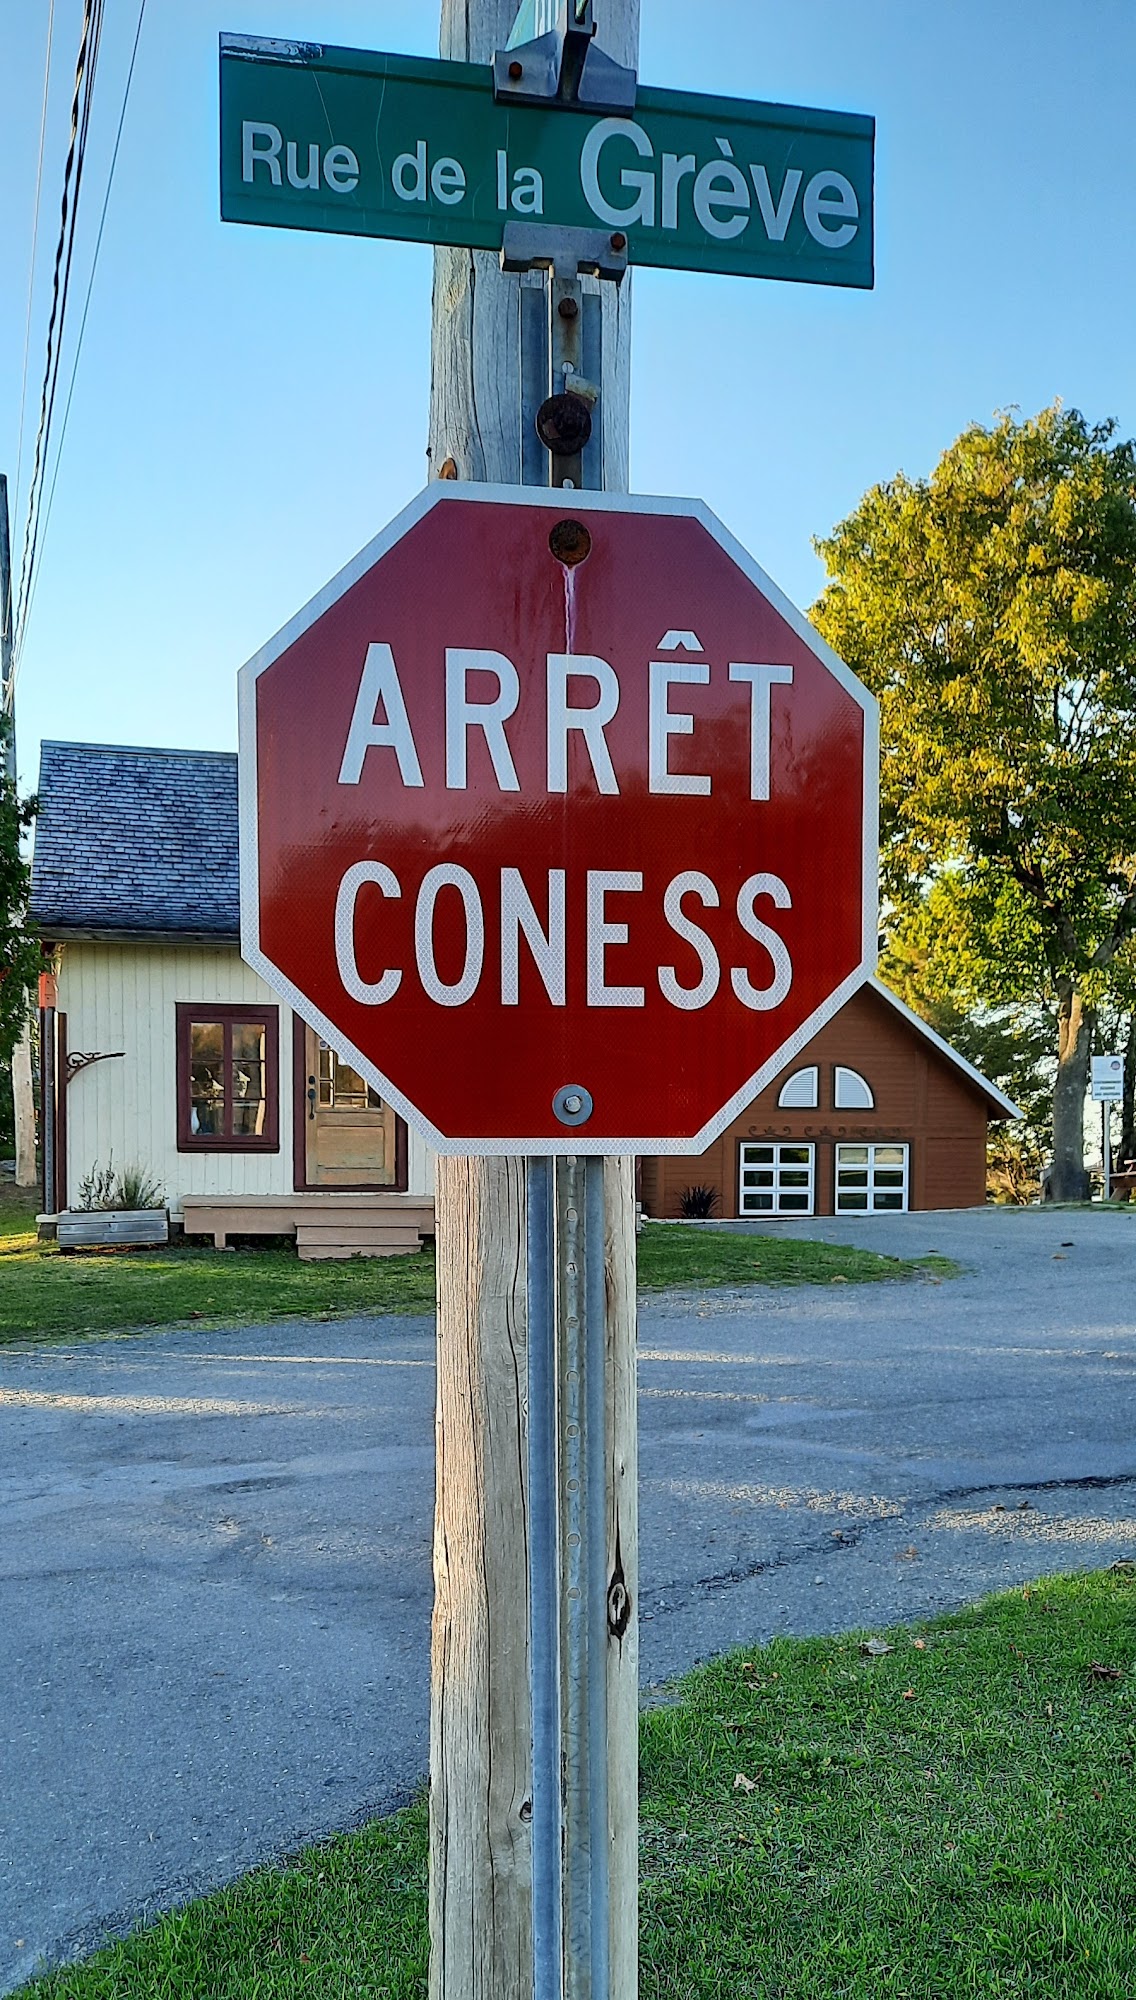 Rue de la Grève
ARRÊT
CONESS